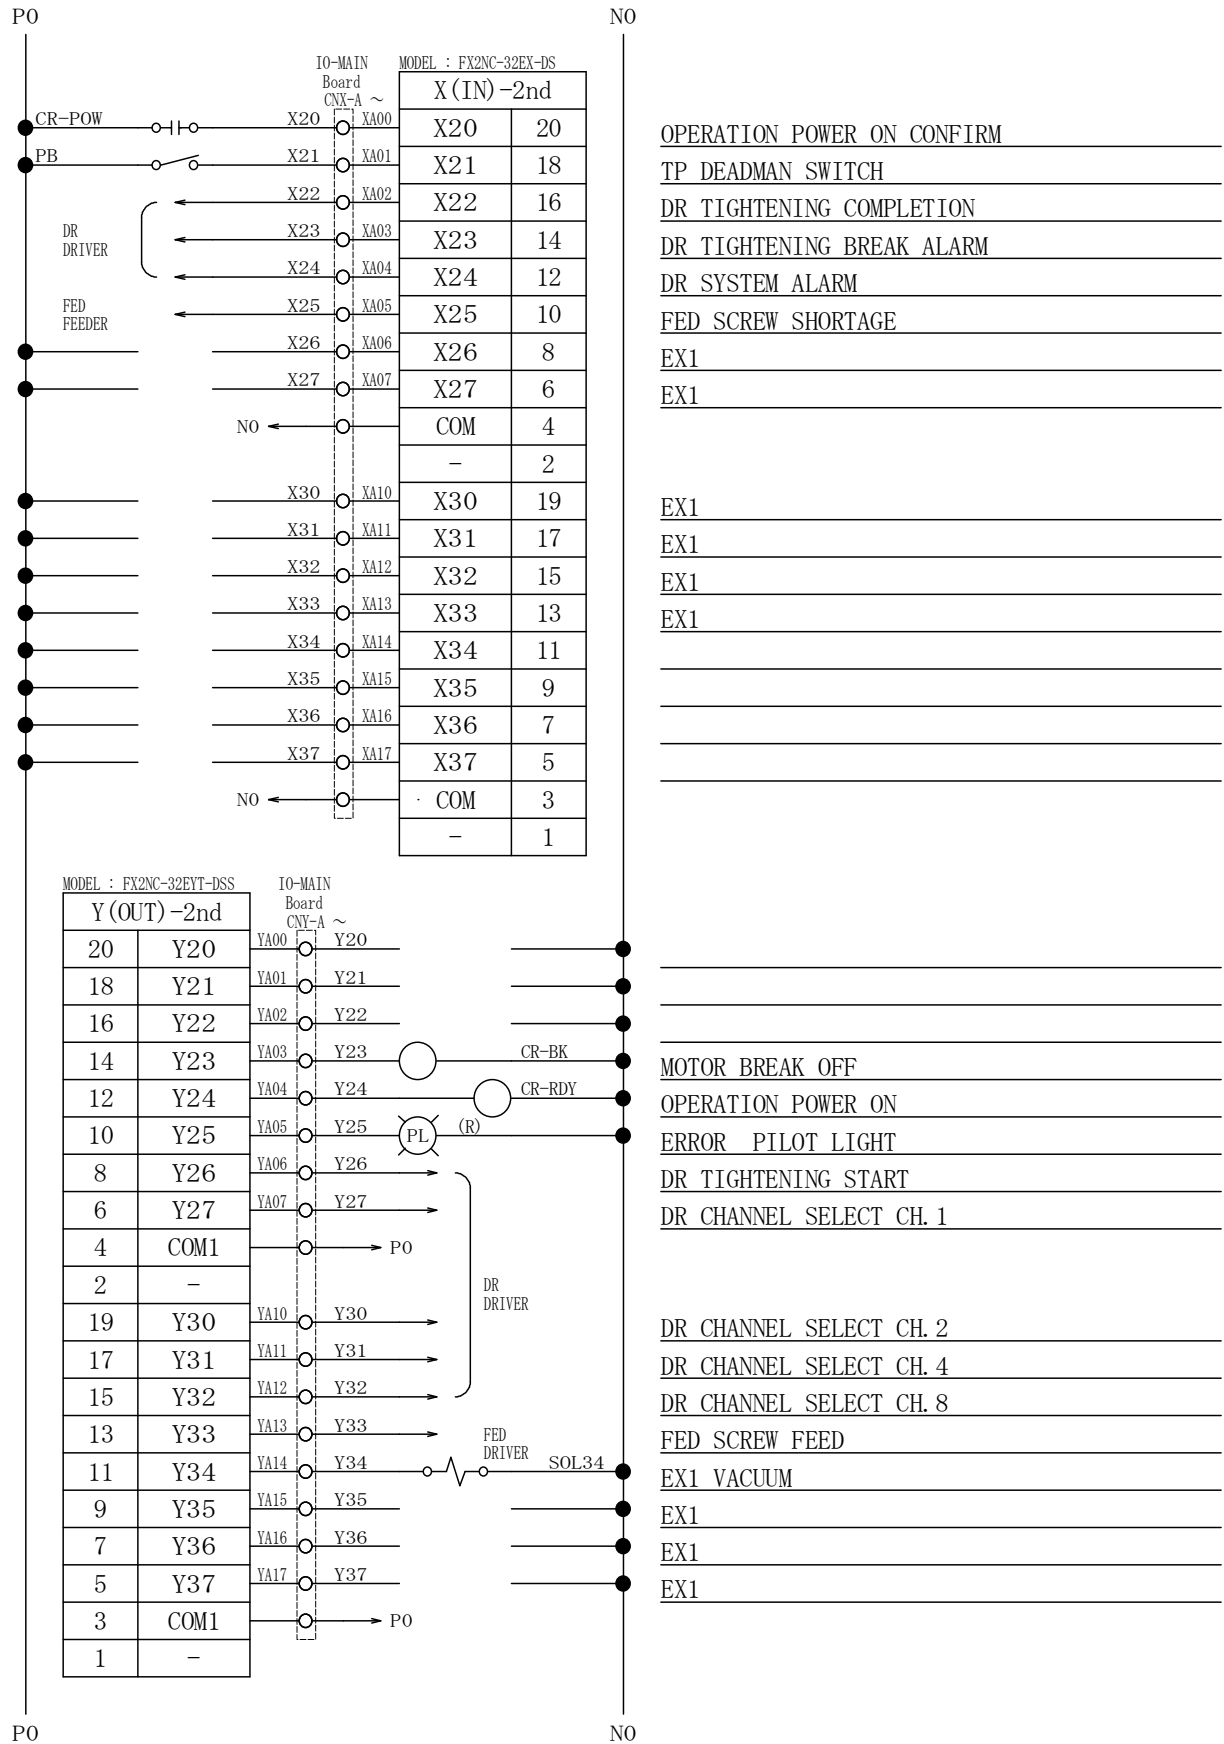 P0 N0
IO-MAIN MODEL : FX2NC-32EX-DS
Board X(IN)-2nd
CNX-A ～
CR-POW X20 XA00 X20 20 OPERATION POWER ON CONFIRM
PB X21 XA01 X21 18 TP DEADMAN SWITCH
X22 XA02 X22 16 DR TIGHTENING COMPLETION
DR X23 XA03 X23 14 DR TIGHTENING BREAK ALARM
DRIVER
X24 XA04 X24 12 DR SYSTEM ALARM
FED X25 XA05 X25 10 FED SCREW SHORTAGE
FEEDER
X26 XA06 X26 8 EX1
X27 XA07 X27 6 EX1
N0 COM 4
- 2
X30 XA10 X30 19 EX1
X31 XA11 X31 17 EX1
X32 XA12 X32 15 EX1
X33 XA13 X33 13 EX1
X34 XA14 X34 11
X35 XA15 X35 9
X36 XA16 X36 7
X37 XA17 X37 5
N0 COM 3
- 1
MODEL : FX2NC-32EYT-DSS IO-MAIN
Y(OUT)-2nd Board
CNY-A ～
20 Y20 YA00 Y20
18 Y21 YA01 Y21
16 Y22 YA02 Y22
14 Y23 YA03 Y23 CR-BK MOTOR BREAK OFF
12 Y24 YA04 Y24 CR-RDY OPERATION POWER ON
10 Y25 YA05 Y25 PL (R) ERROR PILOT LIGHT
8 Y26 YA06 Y26 DR TIGHTENING START
6 Y27 YA07 Y27 DR CHANNEL SELECT CH.1
4 COM1 P0
2 - DR
DRIVER
19 Y30 YA10 Y30 DR CHANNEL SELECT CH.2
17 Y31 YA11 Y31 DR CHANNEL SELECT CH.4
15 Y32 YA12 Y32 DR CHANNEL SELECT CH.8
13 Y33 YA13 Y33 FED FED SCREW FEED
DRIVER
11 Y34 YA14 Y34 SOL34 EX1 VACUUM
9 Y35 YA15 Y35 EX1
7 Y36 YA16 Y36 EX1
5 Y37 YA17 Y37 EX1
3 COM1 P0
1 -
P0 N0